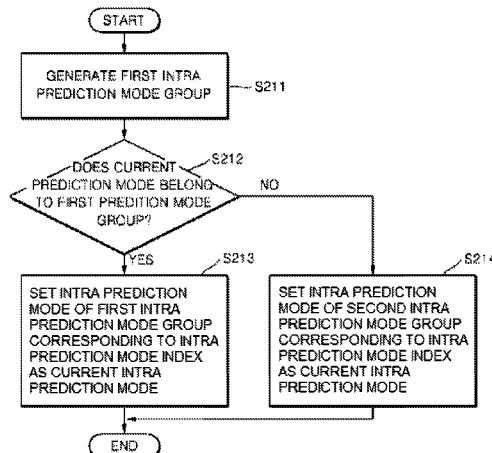 START
GENERATE FIRST INTRA
PREDICTION MODE GROUP
S211
S212
DOES CURRENT
PREDICTION MODE BELONG
TO FIRST PREDITION MODE
GROUP?
NO
YES
S213
SET INTRA PREDICTION
MODE OF FIRST INTRA
PREDICTION MODE GROUP
CORRESPONDING TO INTRA
PREDICTION MODE INDEX
AS CURRENT INTRA
PREDICTION MODE
S214
SET INTRA PREDICTION
MODE OF SECOND INTRA
PREDICTION MODE GROUP
CORRESPONDING TO INTRA
PREDICTION MODE INDEX
AS CURRENT INTRA
PREDICTION MODE
END